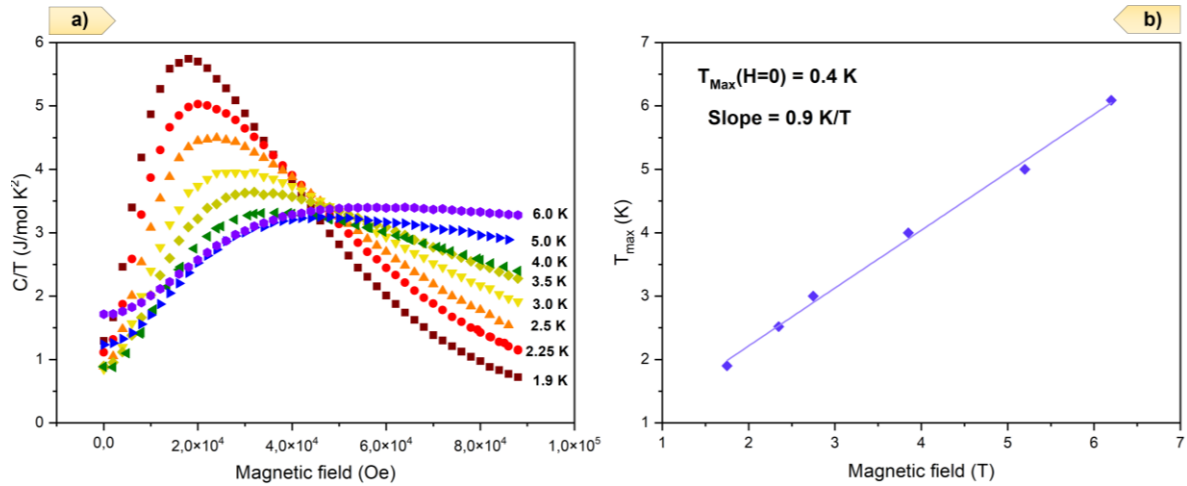 a)
C/T (J/mol K²)
6
5
4
3
2
1
0
6.0 K
5.0 K
4.0 K
3.5 K
3.0 K
2.5 K
2.25 K
1.9 K
0,0 2,0×10⁴ 4,0×10⁴ 6,0×10⁴ 8,0×10⁴ 1,0×10⁵
Magnetic field (Oe)
b)
T_max (K)
7
6
5
4
3
2
1
T_Max(H=0) = 0.4 K
Slope = 0.9 K/T
1 2 3 4 5 6 7
Magnetic field (T)